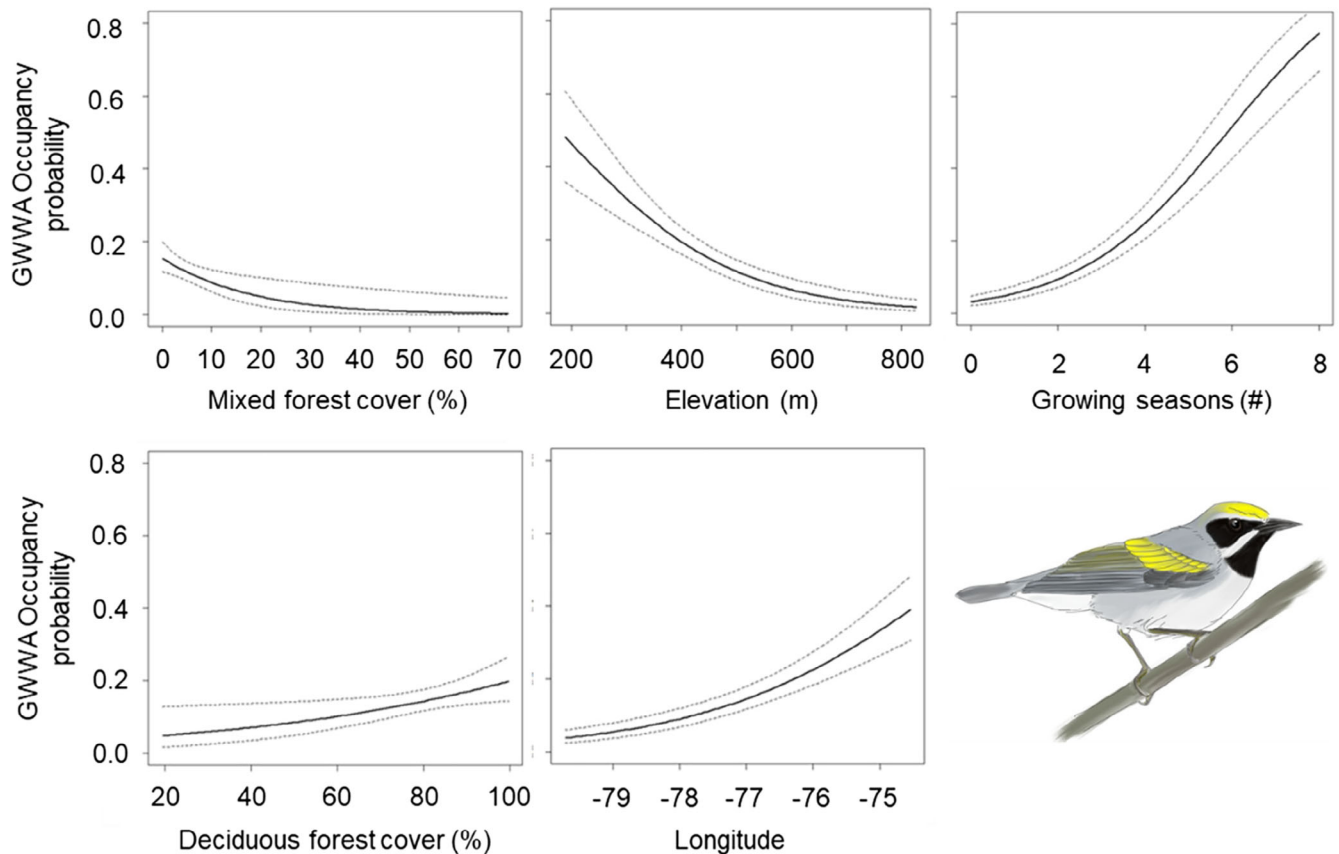 GWWA Occupancy
probability
0.8
0.6
0.4
0.2
0.0
0 10 20 30 40 50 60 70
Mixed forest cover (%)
200 400 600 800
Elevation (m)
0 2 4 6 8
Growing seasons (#)
GWWA Occupancy
probability
0.8
0.6
0.4
0.2
0.0
20 40 60 80 100
Deciduous forest cover (%)
-79 -78 -77 -76 -75
Longitude